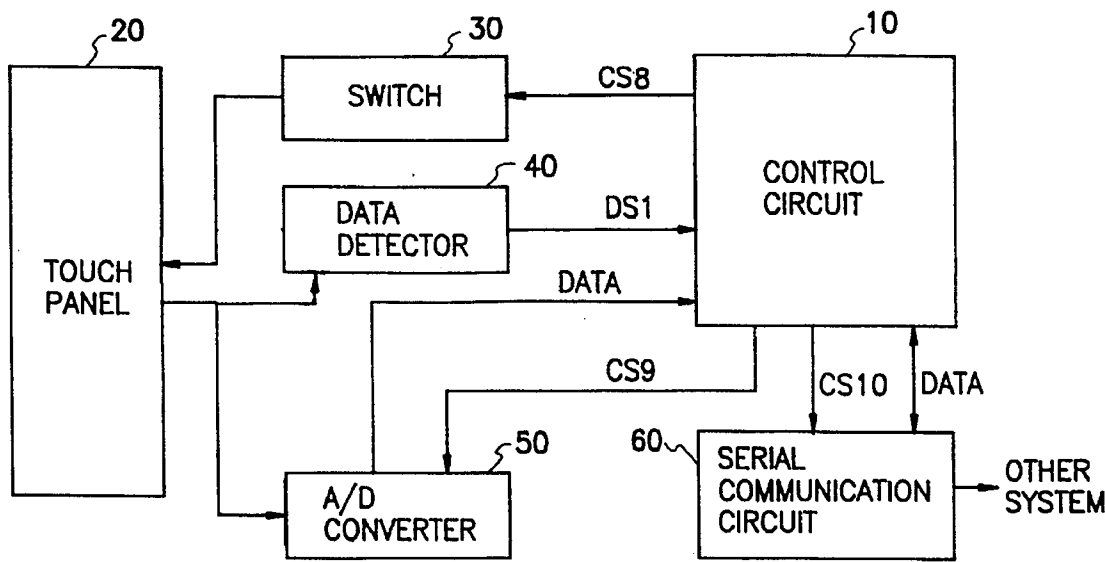 20
30
10
SWITCH
CS8
CONTROL
CIRCUIT
40
DATA
DETECTOR
DS1
TOUCH
PANEL
DATA
CS9
CS10
DATA
50
60
A/D
CONVERTER
SERIAL
COMMUNICATION
CIRCUIT
OTHER
SYSTEM